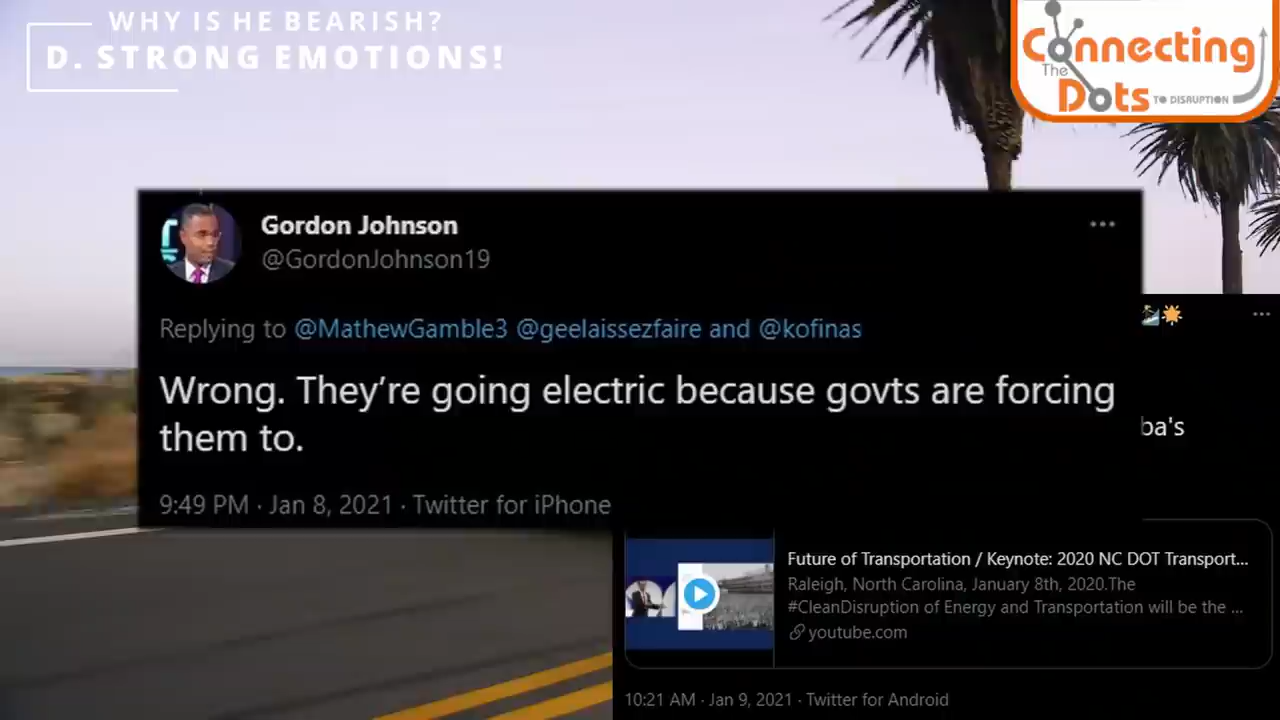 WHY IS HE BEARISH?
D. STRONG EMOTIONS!
Connecting
The
Dots TO DISRUPTION
Gordon Johnson
@GordonJohnson19
Replying to @MathewGamble3 @geelaissezfaire and @kofinas
Wrong. They’re going electric because govts are forcing
them to.
9:49 PM · Jan 8, 2021 · Twitter for iPhone
ba's
Future of Transportation / Keynote: 2020 NC DOT Transport...
Raleigh, North Carolina, January 8th, 2020.The
#CleanDisruption of Energy and Transportation will be the ...
youtube.com
10:21 AM · Jan 9, 2021 · Twitter for Android